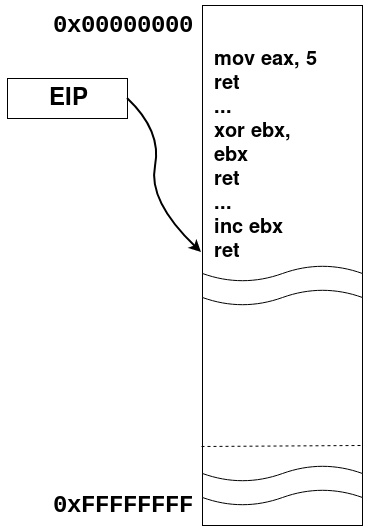 0x00000000
mov eax, 5
ret
...
EIP
xor ebx,
ebx
ret
...
inc ebx
ret
0xFFFFFFFF